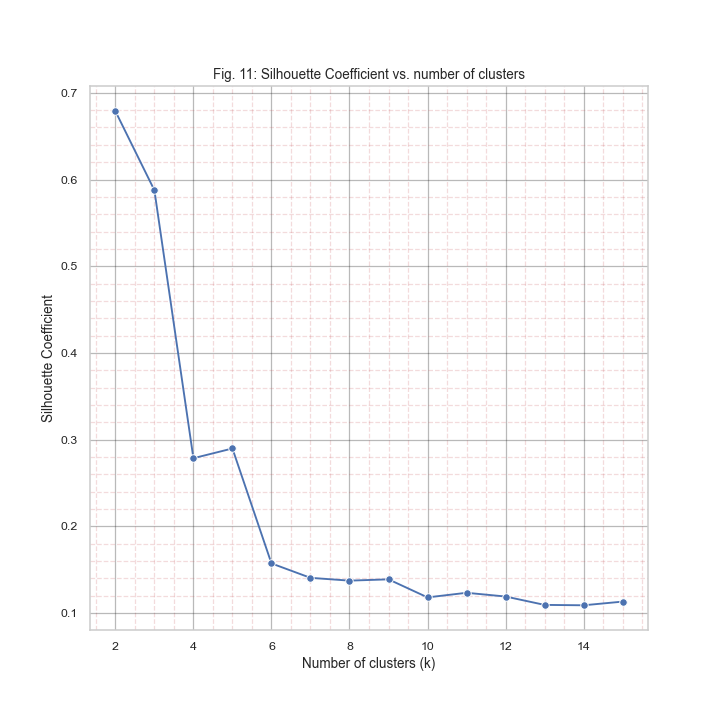 Fig. 11: Silhouette Coefficient vs. number of clusters
0.7
0.6
0.5
0.4
0.3
0.2
0.1
Silhouette Coefficient
2 4 6 8 10 12 14
Number of clusters (k)